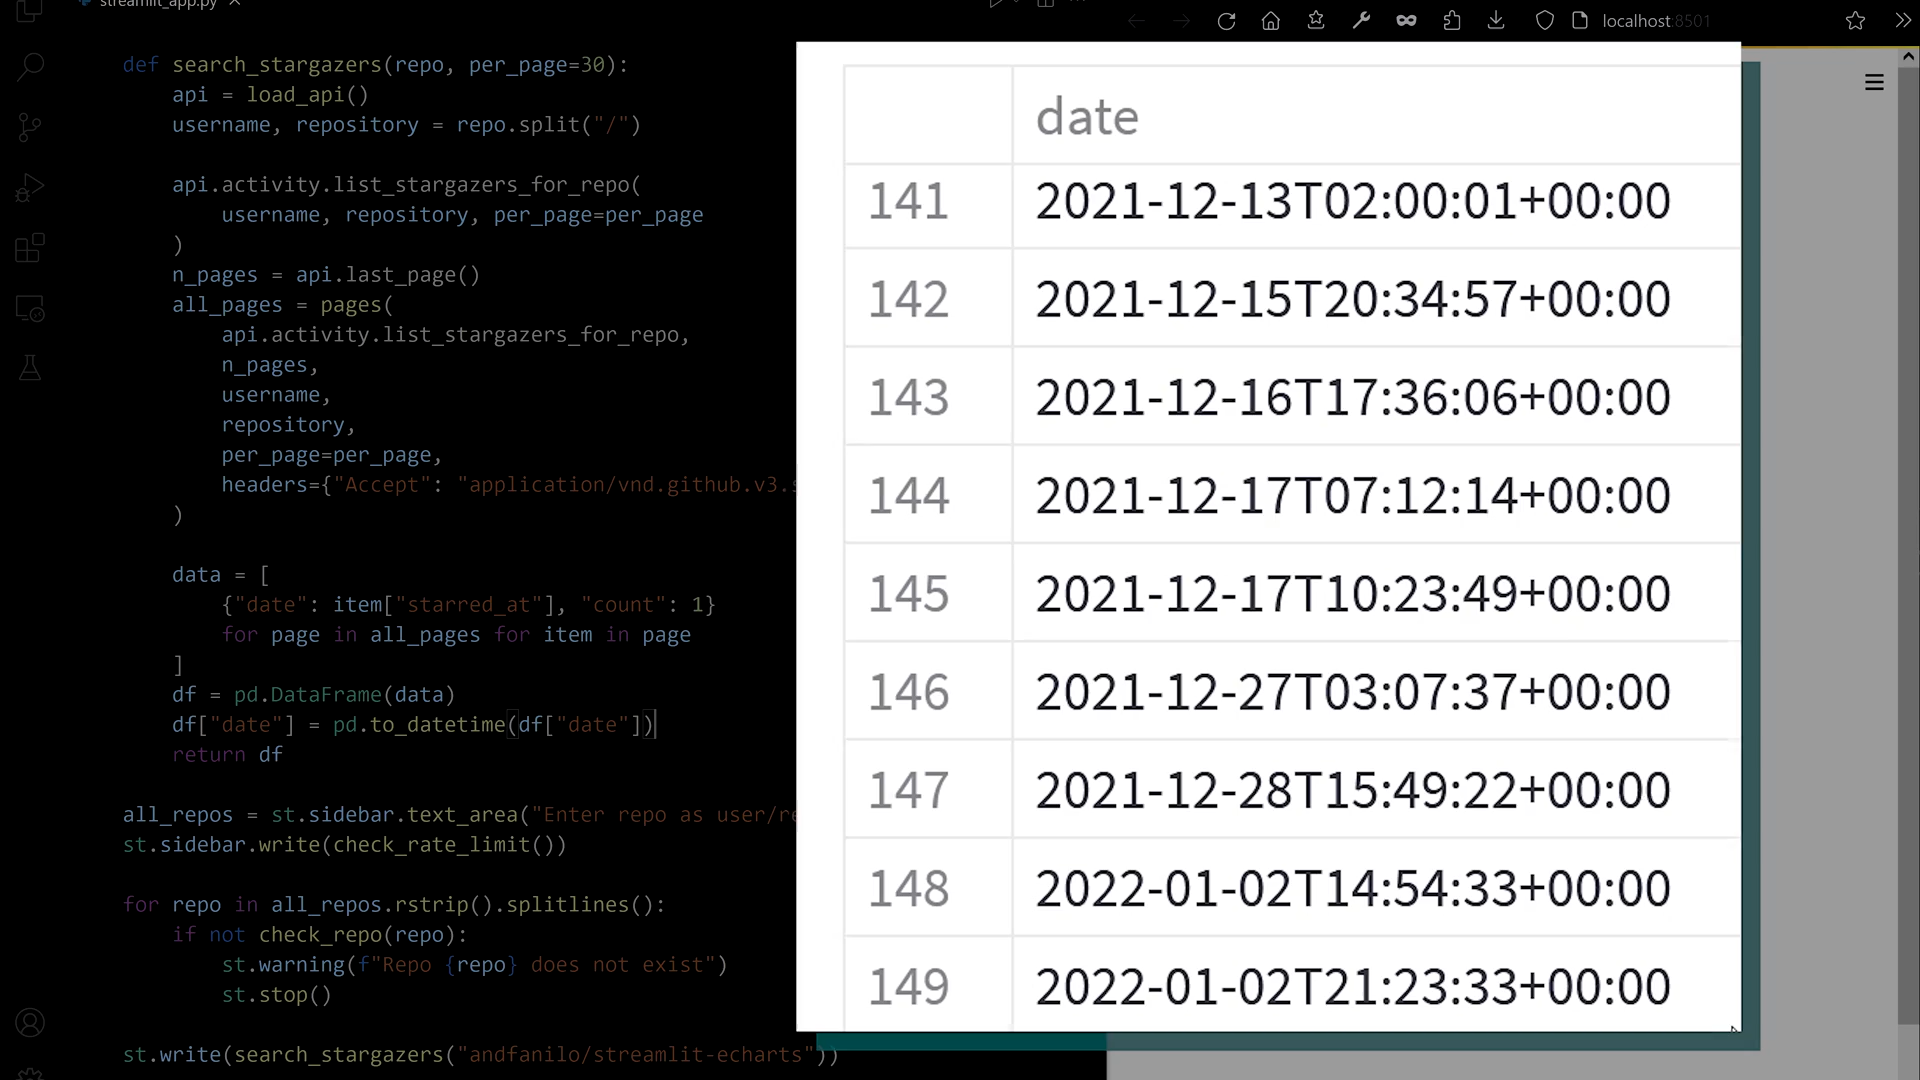 streamlit_app.py
localhost:8501
def search_stargazers(repo, per_page=30):
api = load_api()
username, repository = repo.split("/")
api.activity.list_stargazers_for_repo(
username, repository, per_page=per_page
)
n_pages = api.last_page()
all_pages = pages(
api.activity.list_stargazers_for_repo,
n_pages,
username,
repository,
per_page=per_page,
headers={"Accept": "application/vnd.github.v3.
)
data = [
{"date": item["starred_at"], "count": 1}
for page in all_pages for item in page
]
df = pd.DataFrame(data)
df["date"] = pd.to_datetime(df["date"])
return df
all_repos = st.sidebar.text_area("Enter repo as user/re
st.sidebar.write(check_rate_limit())
for repo in all_repos.rstrip().splitlines():
if not check_repo(repo):
st.warning(f"Repo {repo} does not exist")
st.stop()
st.write(search_stargazers("andfanilo/streamlit-echarts"))
date
141 2021-12-13T02:00:01+00:00
142 2021-12-15T20:34:57+00:00
143 2021-12-16T17:36:06+00:00
144 2021-12-17T07:12:14+00:00
145 2021-12-17T10:23:49+00:00
146 2021-12-27T03:07:37+00:00
147 2021-12-28T15:49:22+00:00
148 2022-01-02T14:54:33+00:00
149 2022-01-02T21:23:33+00:00